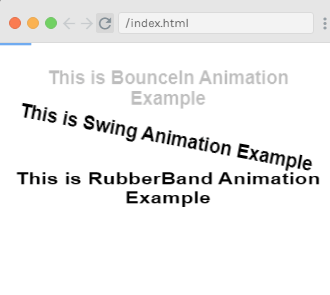 /index.html
This is BounceIn Animation
Example
This is Swing Animation Example
This is RubberBand Animation
Example